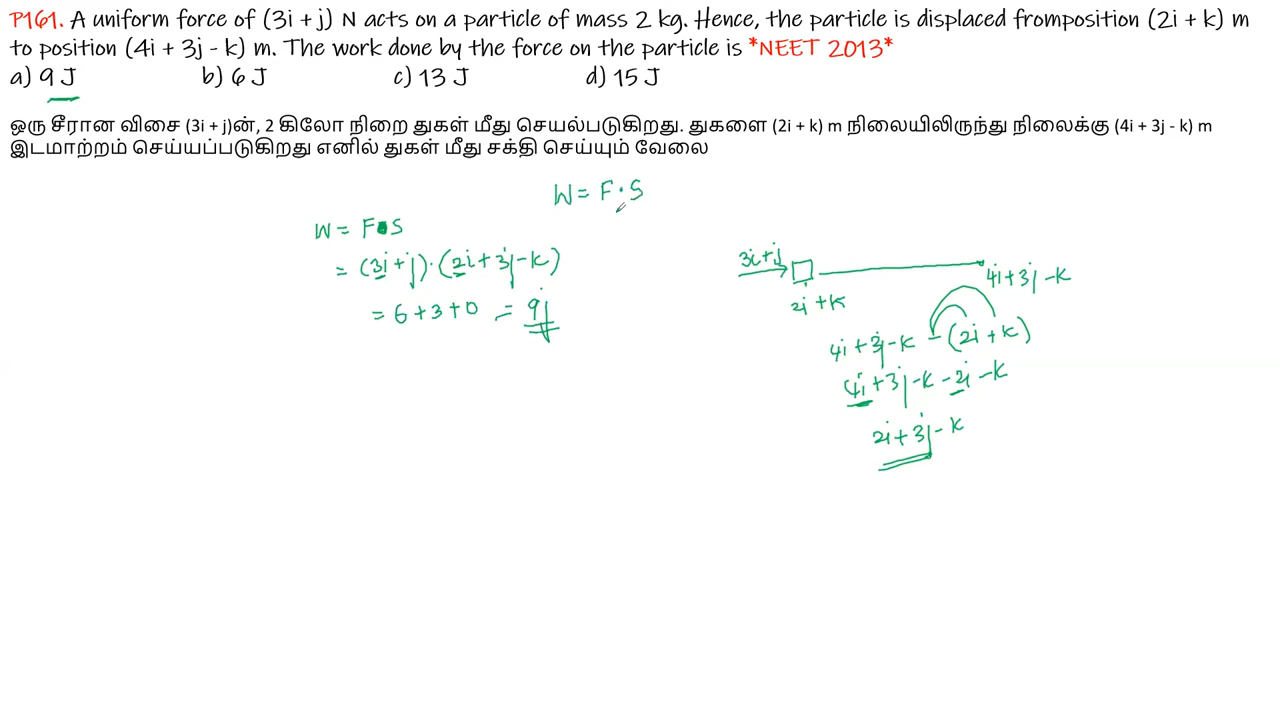 P161. A uniform force of (3i + j) N acts on a particle of mass 2 kg. Hence, the particle is displaced fromposition (2i + k) m
to position (4i + 3j - k) m. The work done by the force on the particle is *NEET 2013*
a) 9 J b) 6 J c) 13 J d) 15 J
ஒரு சீரான விசை (3i + j)ன், 2 கிலோ நிறை துகள் மீது செயல்படுகிறது. துகளை (2i + k) m நிலையிலிருந்து நிலைக்கு (4i + 3j - k) m
இடமாற்றம் செய்யப்படுகிறது எனில் துகள் மீது சக்தி செய்யும் வேலை
W = F · S
W = F · S
= (3i + j) · (2i + 3j - k)
= 6 + 3 + 0 = 9j
3i + j
2i + k
4i + 3j - k
4i + 3j - k - (2i + k)
4i + 3j - k - 2i - k
2i + 3j - k